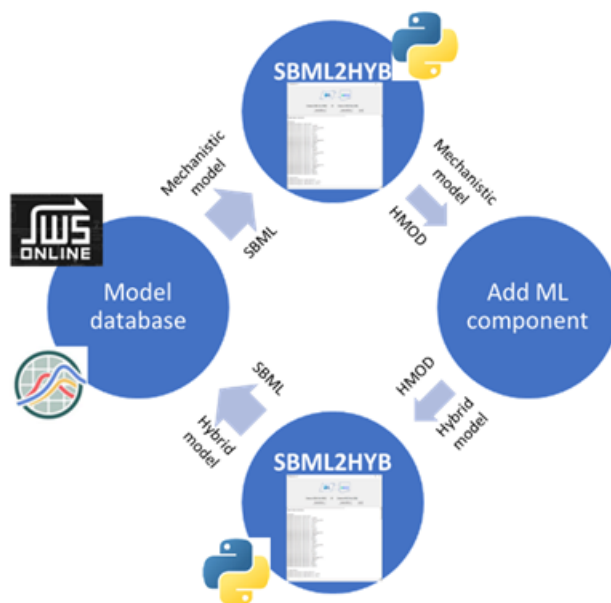 SBML2HYB
Mechanistic
model
SBML
Mechanistic
model
HMOD
JWS
ONLINE
Model
database
Add ML
component
SBML
Hybrid
model
HMOD
Hybrid
model
SBML2HYB